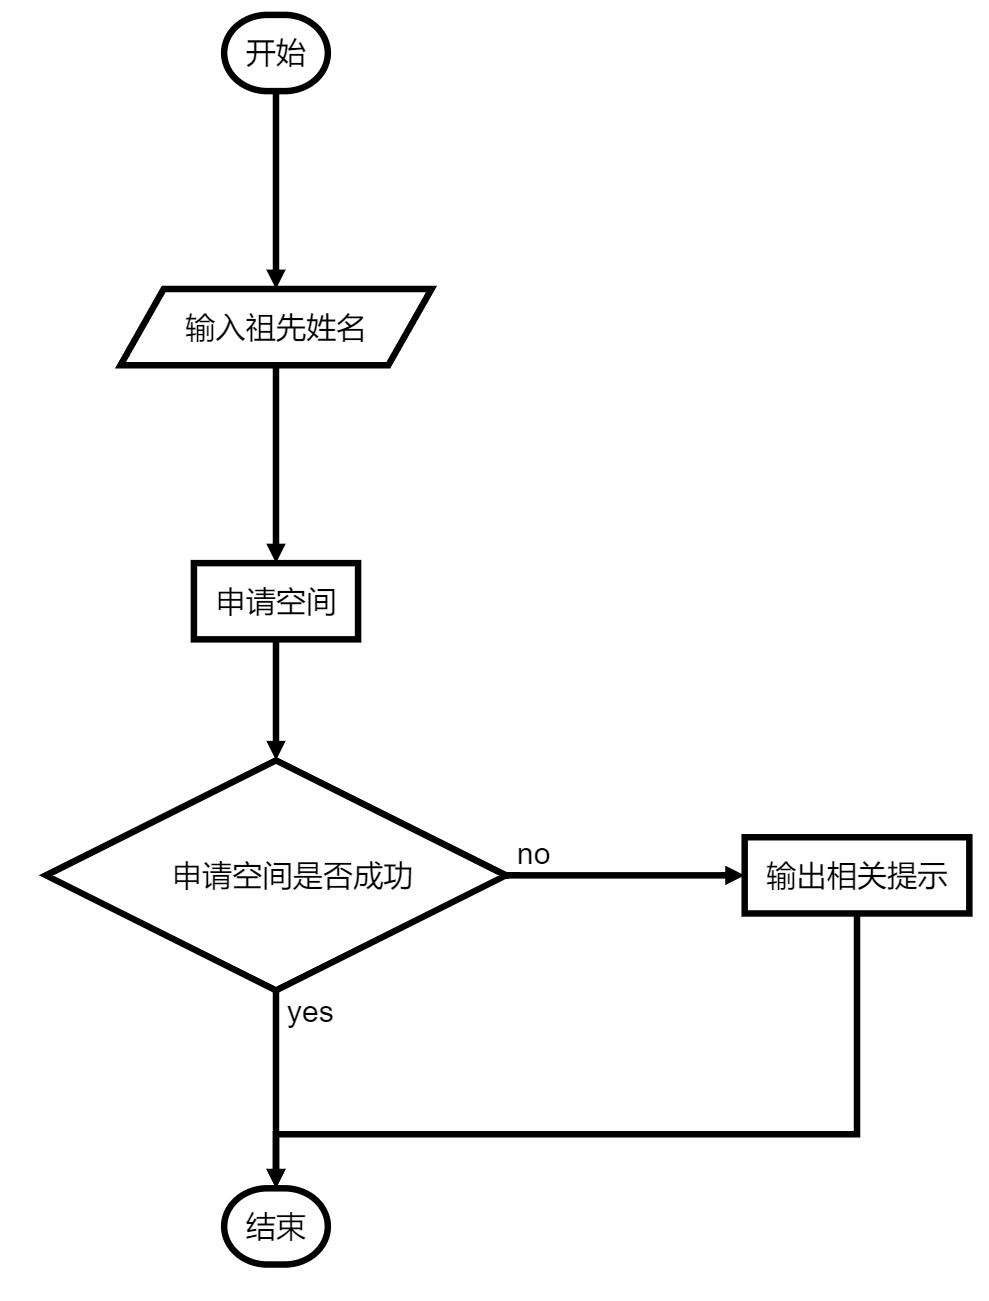 开始
输入祖先姓名
申请空间
申请空间是否成功
no
输出相关提示
yes
结束